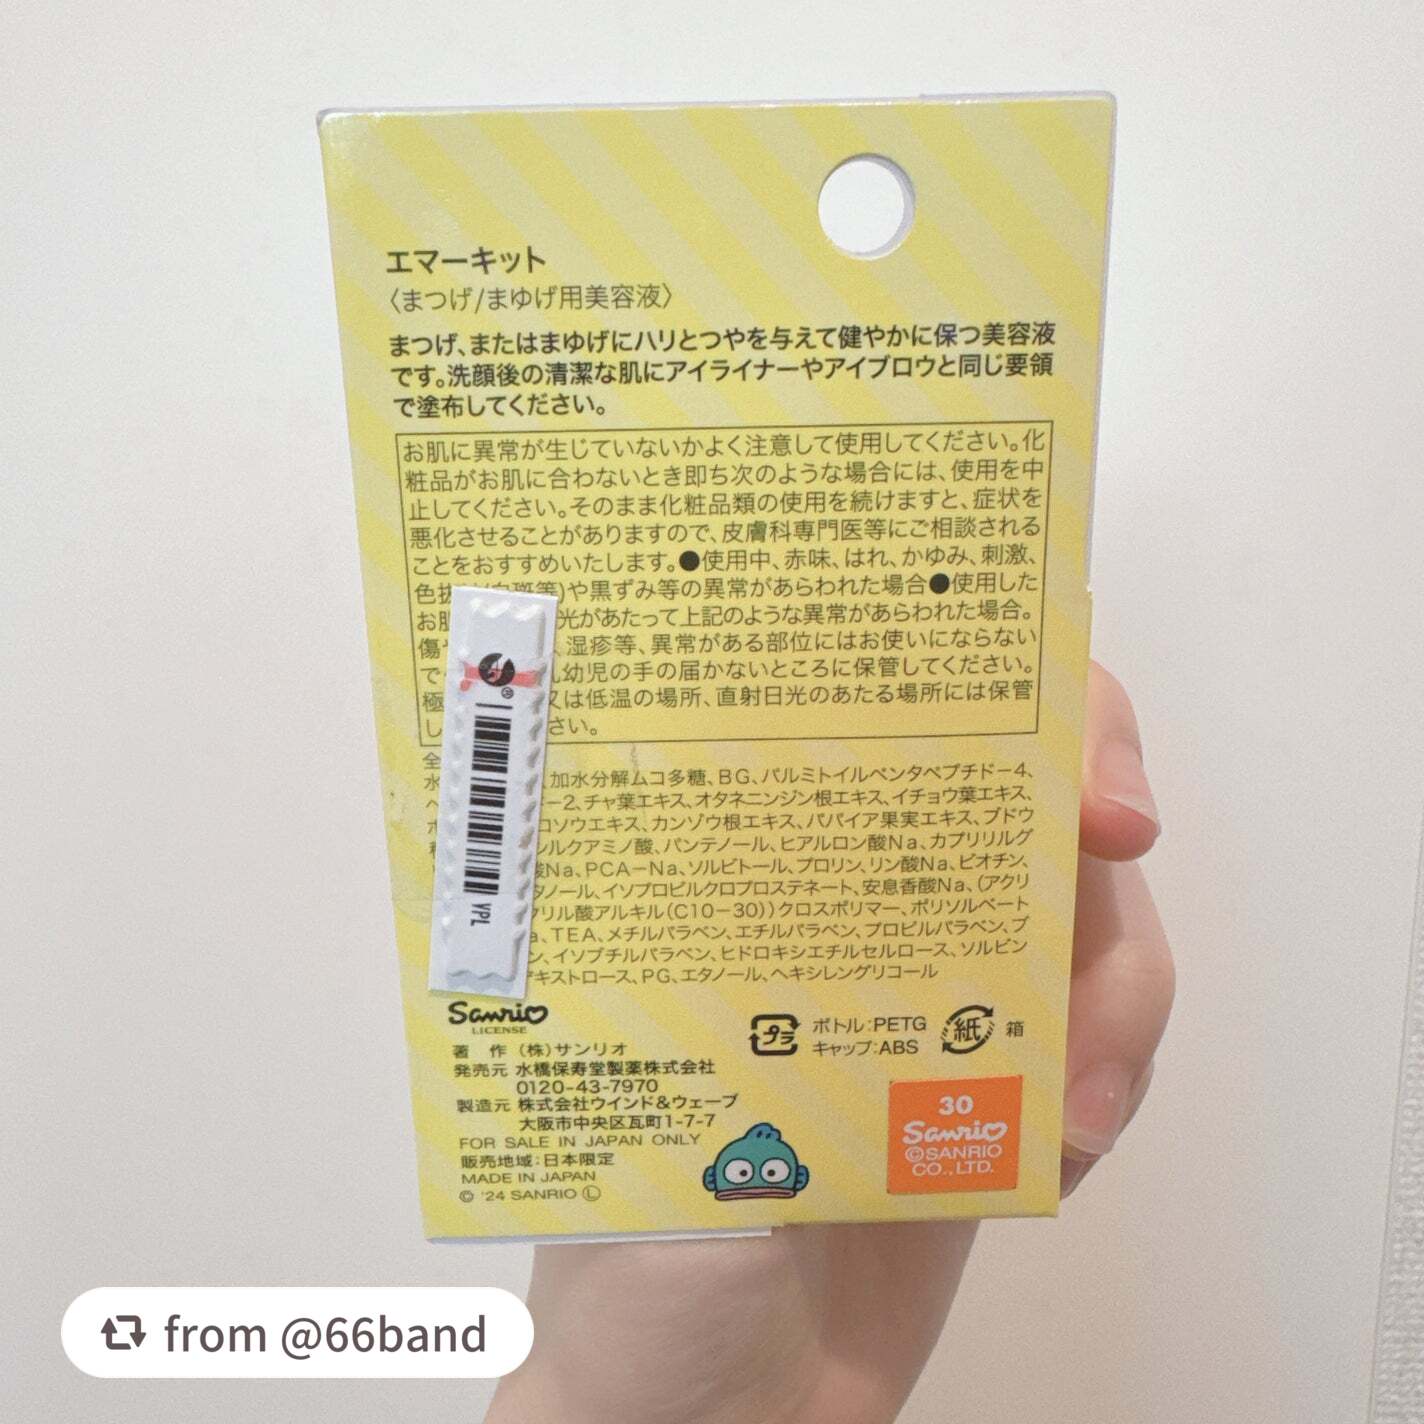 エマーキット
〈まつげ/まゆげ用美容液〉
まつげ、またはまゆげにハリとつやを与えて健やかに保つ美容液
です。洗顔後の清潔な肌にアイライナーやアイブロウと同じ要領
で塗布してください。
お肌に異常が生じていないかよく注意して使用してください。化
粧品がお肌に合わないとき即ち次のような場合には、使用を中
止してください。そのまま化粧品類の使用を続けますと、症状を
悪化させることがありますので、皮膚科専門医等にご相談される
ことをおすすめいたします。●使用中、赤味、はれ、かゆみ、刺激、
色 等)や黒ずみ等の異常があらわれた場合●使用した
お肌 光があたって上記のような異常があらわれた場合。
傷や 、湿疹等、異常がある部位にはお使いにならない
で 幼児の手の届かないところに保管してください。
極 又は低温の場所、直射日光のあたる場所には保管
し さい。
全
水 、加水分解ムコ多糖、BG、パルミトイルペンタペプチドー4、
ー2、チャ葉エキス、オタネニンジン根エキス、イチョウ葉エキス、
コソウエキス、カンゾウ根エキス、パパイア果実エキス、ブドウ
シルクアミノ酸、パンテノール、ヒアルロン酸Na、カプリリルグ
酸Na、PCA－Na、ソルビトール、プロリン、リン酸Na、ビオチン、
タノール、イソプロピルクロプロステネート、安息香酸Na、(アクリ
クリル酸アルキル(C10－30))クロスポリマー、ポリソルベート
a、TEA、メチルパラベン、エチルパラベン、プロピルパラベン、ブ
ン、イソブチルパラベン、ヒドロキシエチルセルロース、ソルビン
キストロース、PG、エタノール、ヘキシレングリコール
VPL
Sanrio
LICENSE
著 作 (株)サンリオ
発売元 水橋保寿堂製薬株式会社
0120-43-7970
製造元 株式会社ウインド&ウェーブ
大阪市中央区瓦町1-7-7
FOR SALE IN JAPAN ONLY
販売地域:日本限定
MADE IN JAPAN
© '24 SANRIO Ⓛ
プラ ボトル:PETG
キャップ:ABS
紙 箱
30
Sanrio
©SANRIO
CO.,LTD.
from @66band